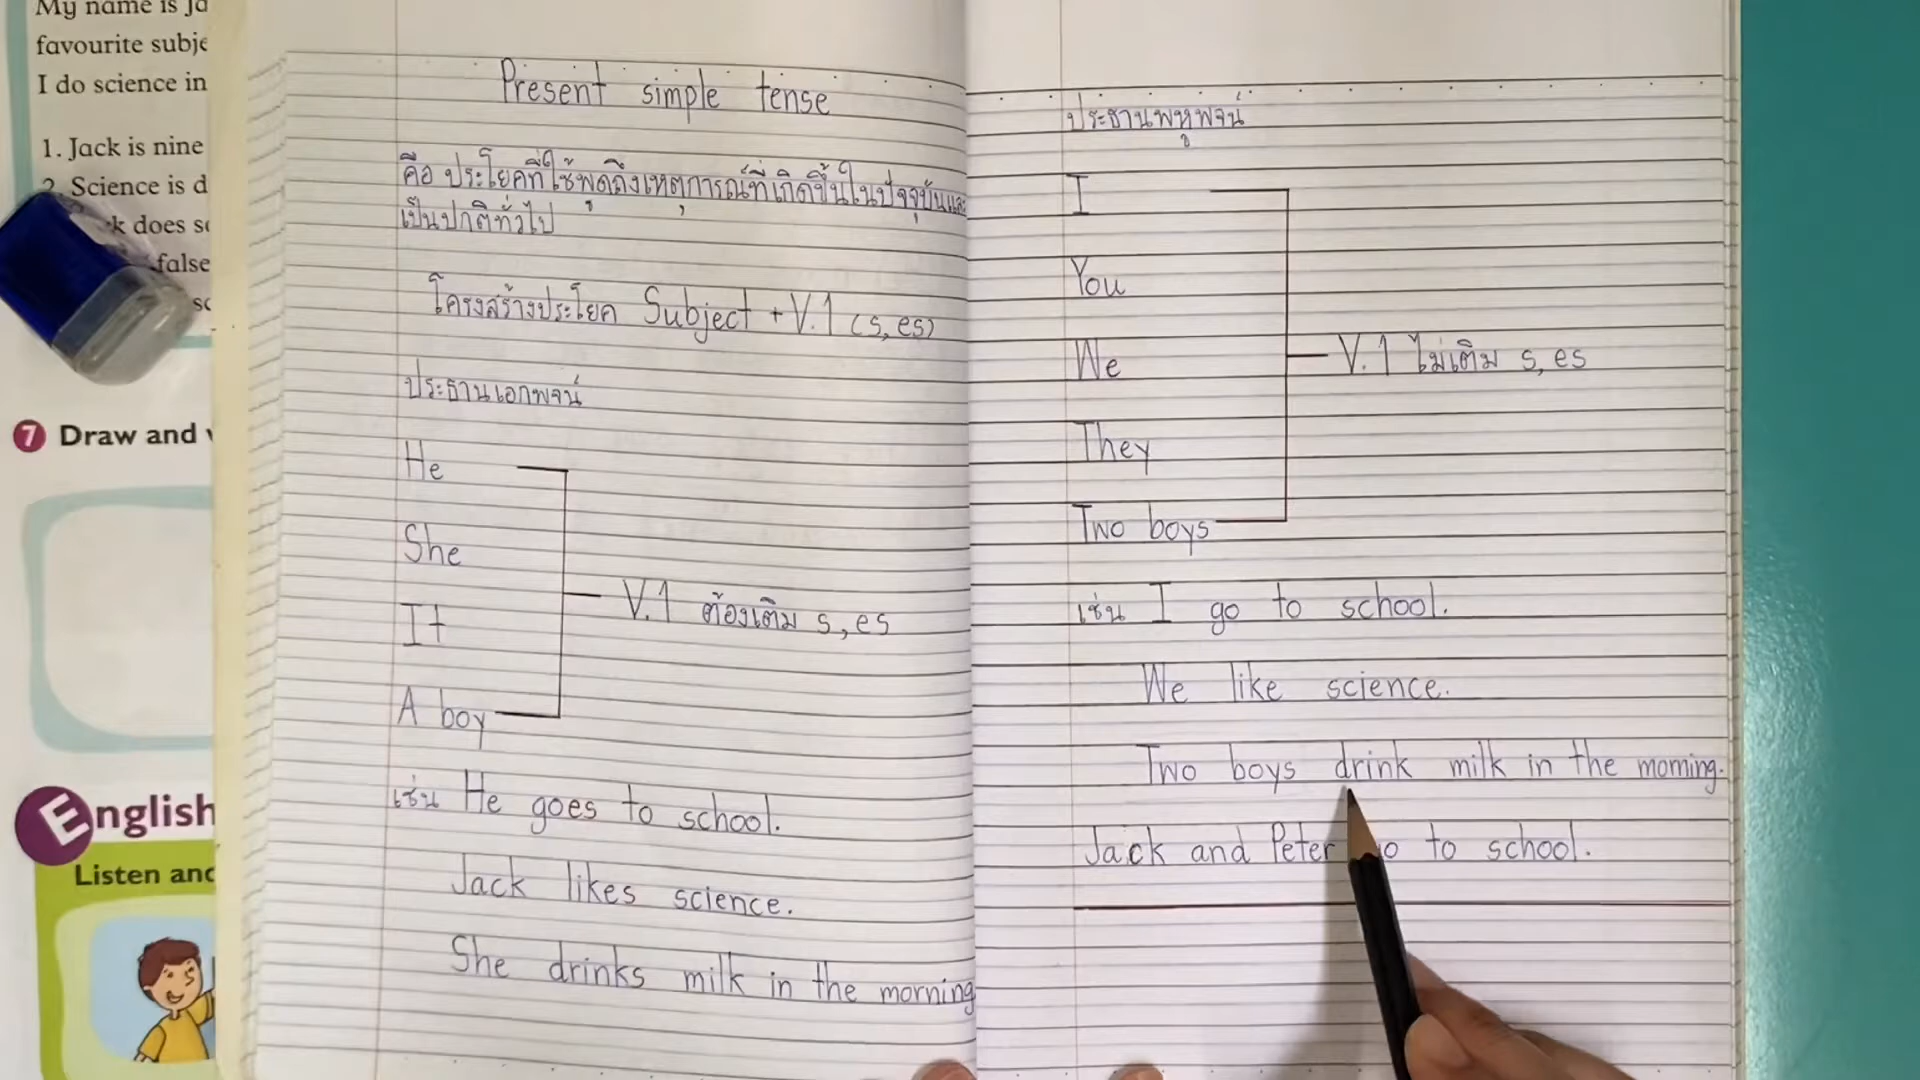 My name is Ja
favourite subje
I do science in
1. Jack is nine
2. Science is d
k does sc
false
sc
7 Draw and
English
Listen and
Present simple tense
คือ ประโยคที่ใช้พูดถึงเหตุการณ์ที่เกิดขึ้นในปัจจุบันและ
เป็นปกติทั่วไป
โครงสร้างประโยค Subject + V.1 (s, es)
ประธานเอกพจน์
He
She
It
A boy
V.1 ต้องเติม s, es
เช่น He goes to school.
Jack likes science.
She drinks milk in the morning
ประธานพหูพจน์
I
You
We
They
Two boys
V.1 ไม่เติม s, es
เช่น I go to school.
We like science.
Two boys drink milk in the morning.
Jack and Peter go to school.